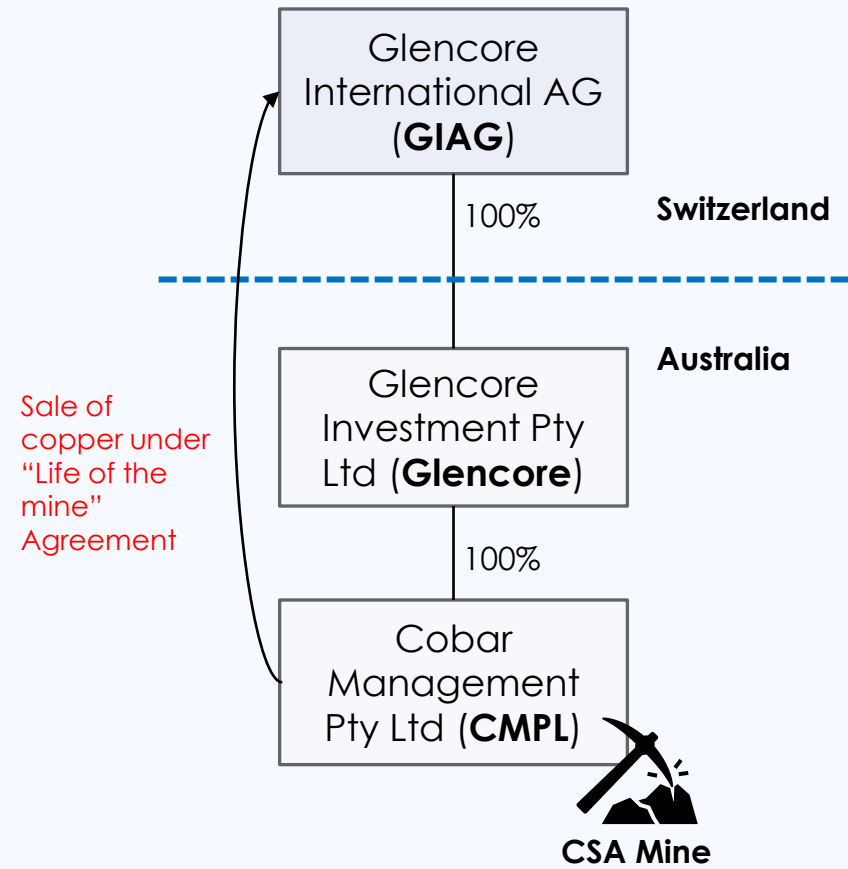 Glencore
International AG
(GIAG)
100%
Switzerland
Australia
Glencore
Investment Pty
Ltd (Glencore)
Sale of
copper under
“Life of the
mine”
Agreement
100%
Cobar
Management
Pty Ltd (CMPL)
CSA Mine